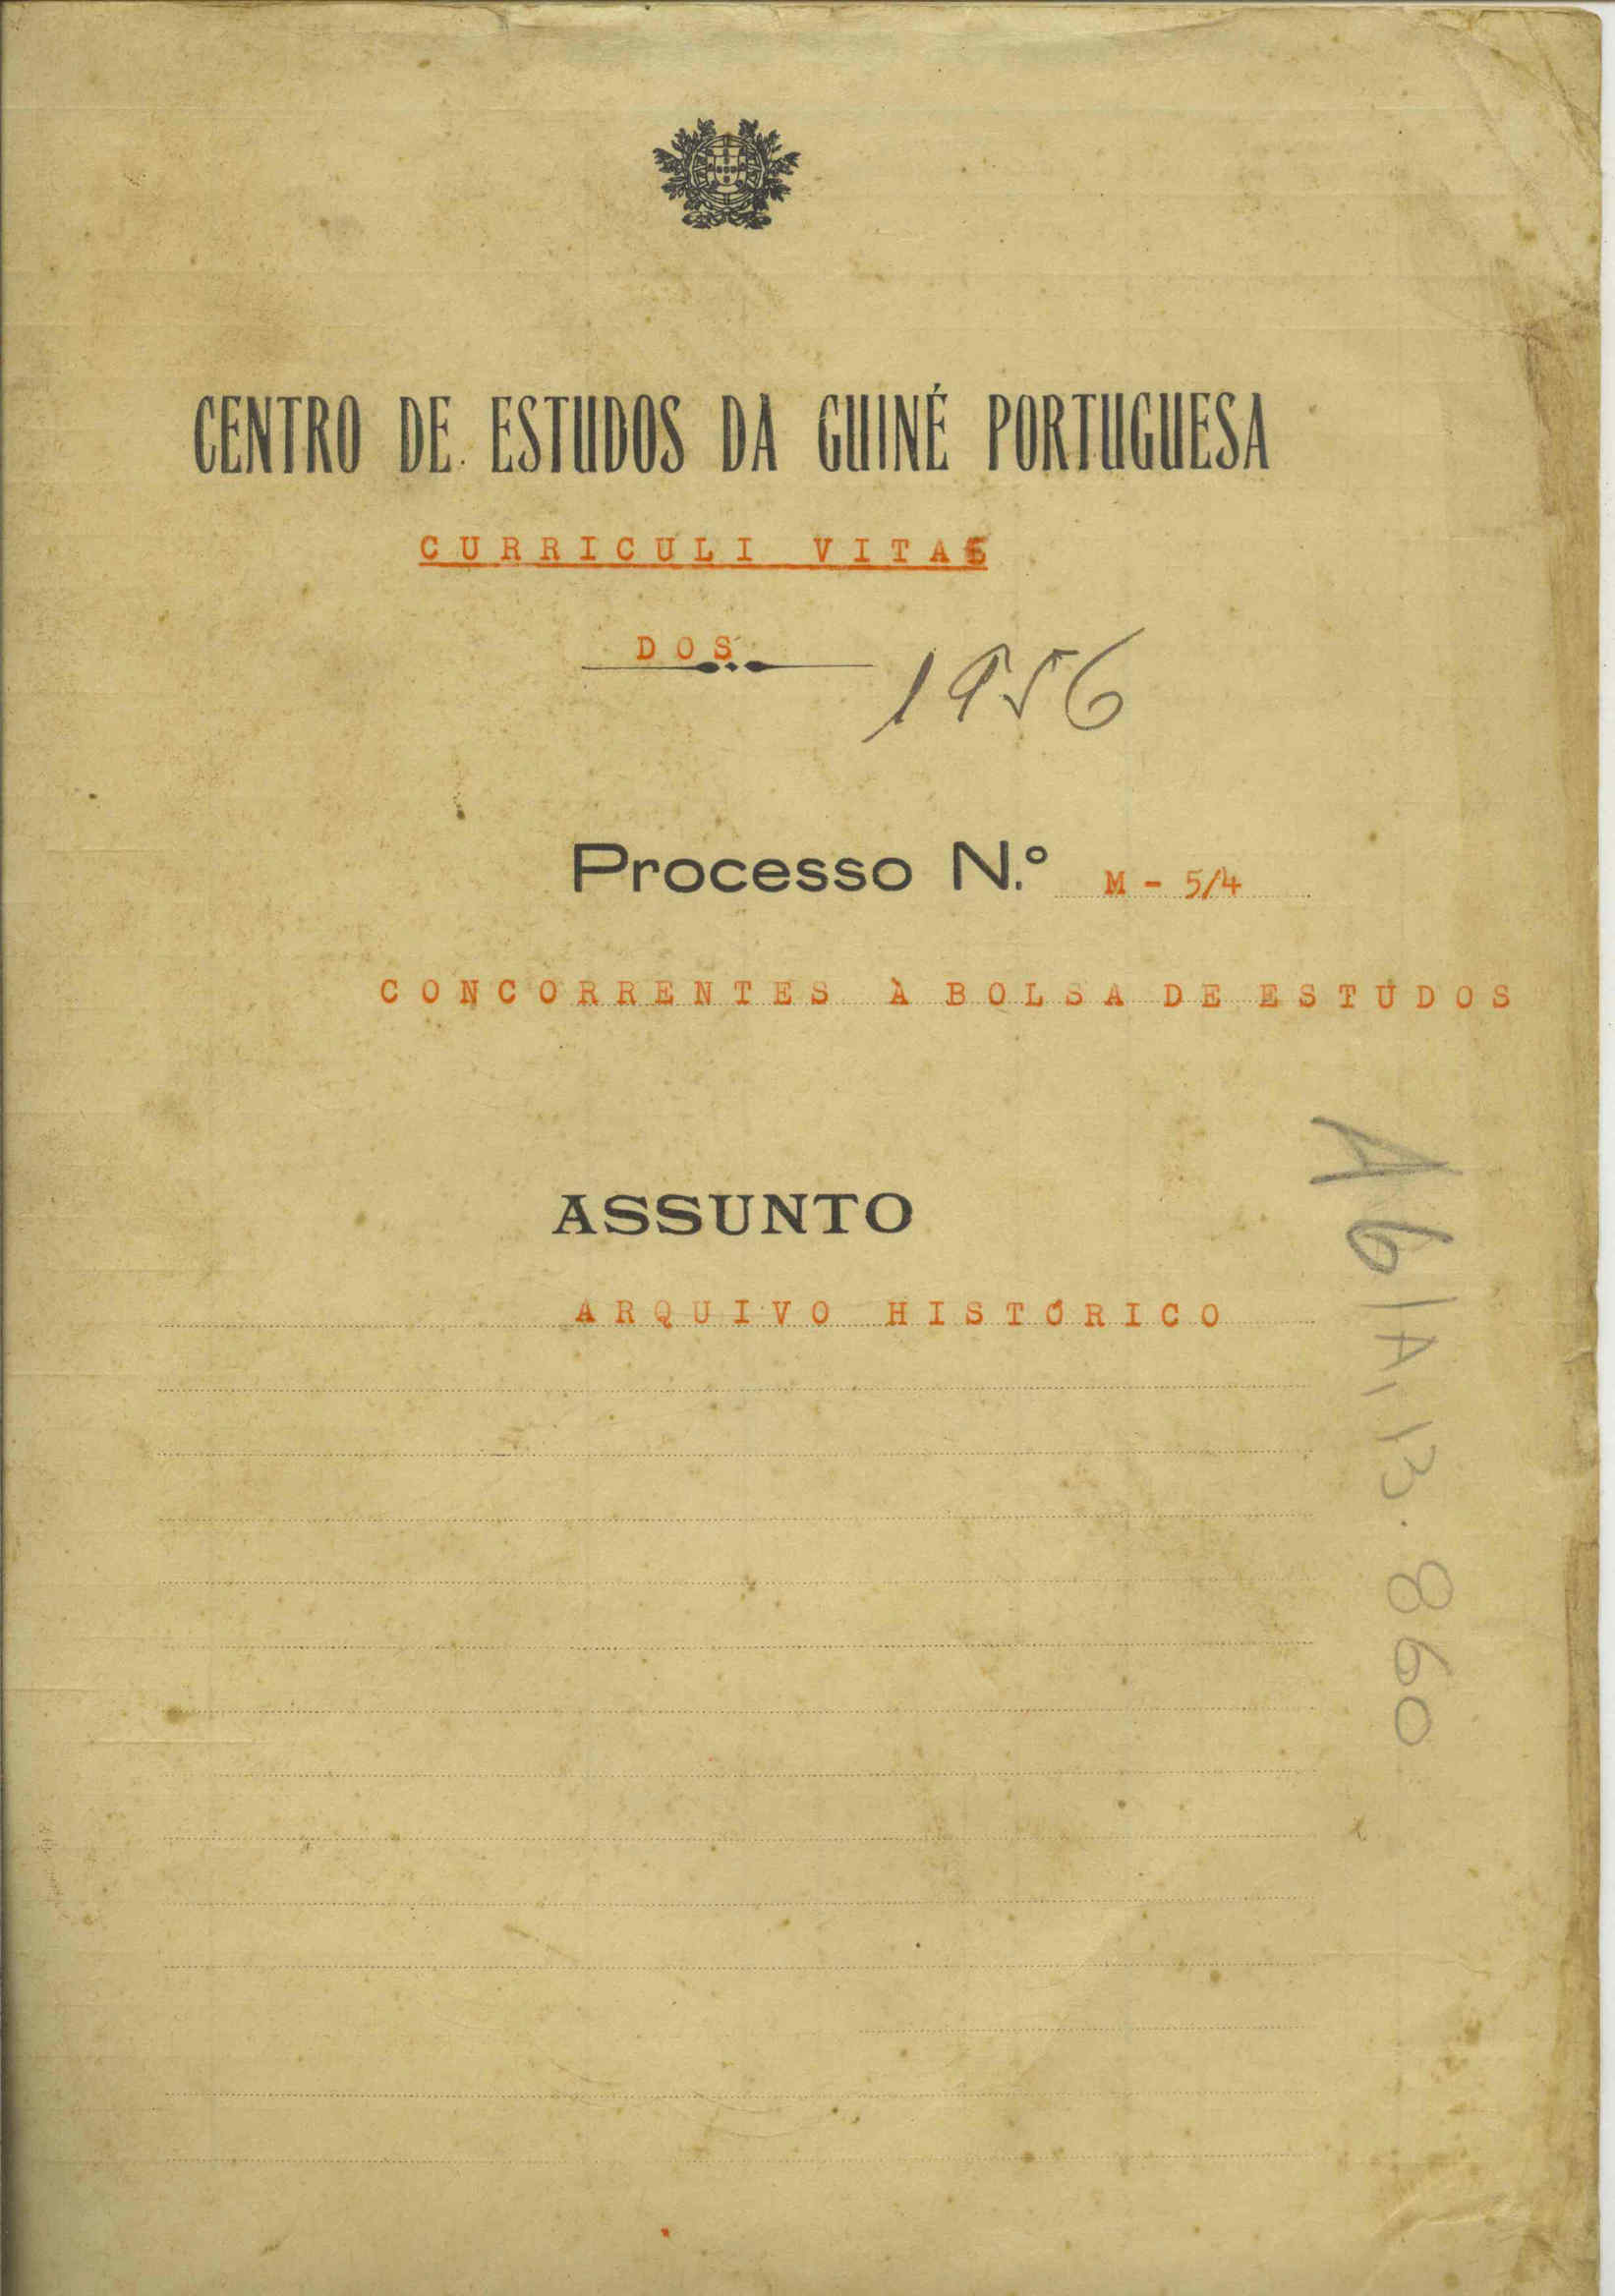 CENTRO DE ESTUDOS DA GUINÉ PORTUGUESA
CURRICULI VITAE
DOS
1956
Processo N.º M - 5/4
CONCORRENTES À BOLSA DE ESTUDOS
ASSUNTO
ARQUIVO HISTÓRICO
A6/A,13.860